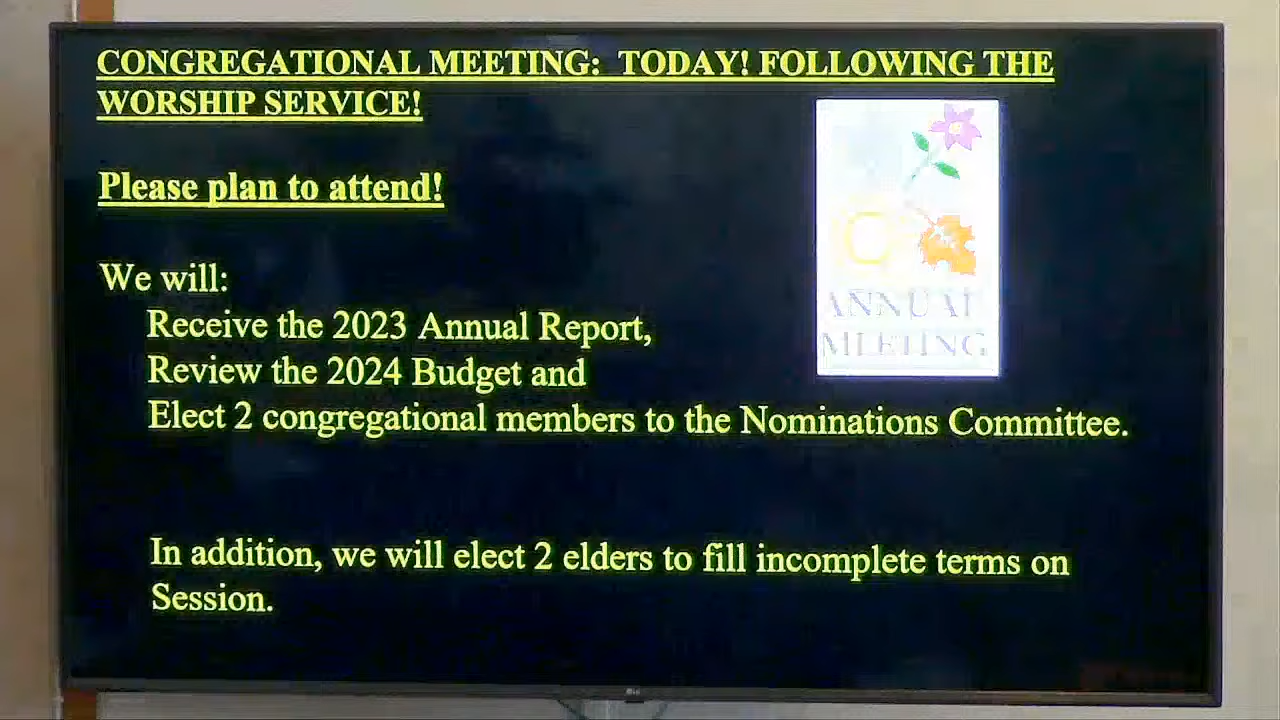 CONGREGATIONAL MEETING: TODAY! FOLLOWING THE
WORSHIP SERVICE!
Please plan to attend!
We will:
Receive the 2023 Annual Report,
Review the 2024 Budget and
Elect 2 congregational members to the Nominations Committee.
ANNUAL
MEETING
In addition, we will elect 2 elders to fill incomplete terms on
Session.
LG